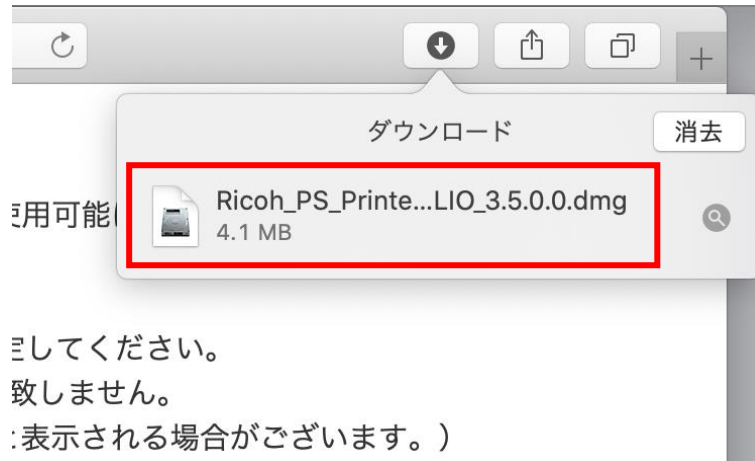 ダウンロード
消去
Ricoh_PS_Printe...LIO_3.5.0.0.dmg
4.1 MB
使用可能
定してください。
致しません。
:表示される場合がございます。)